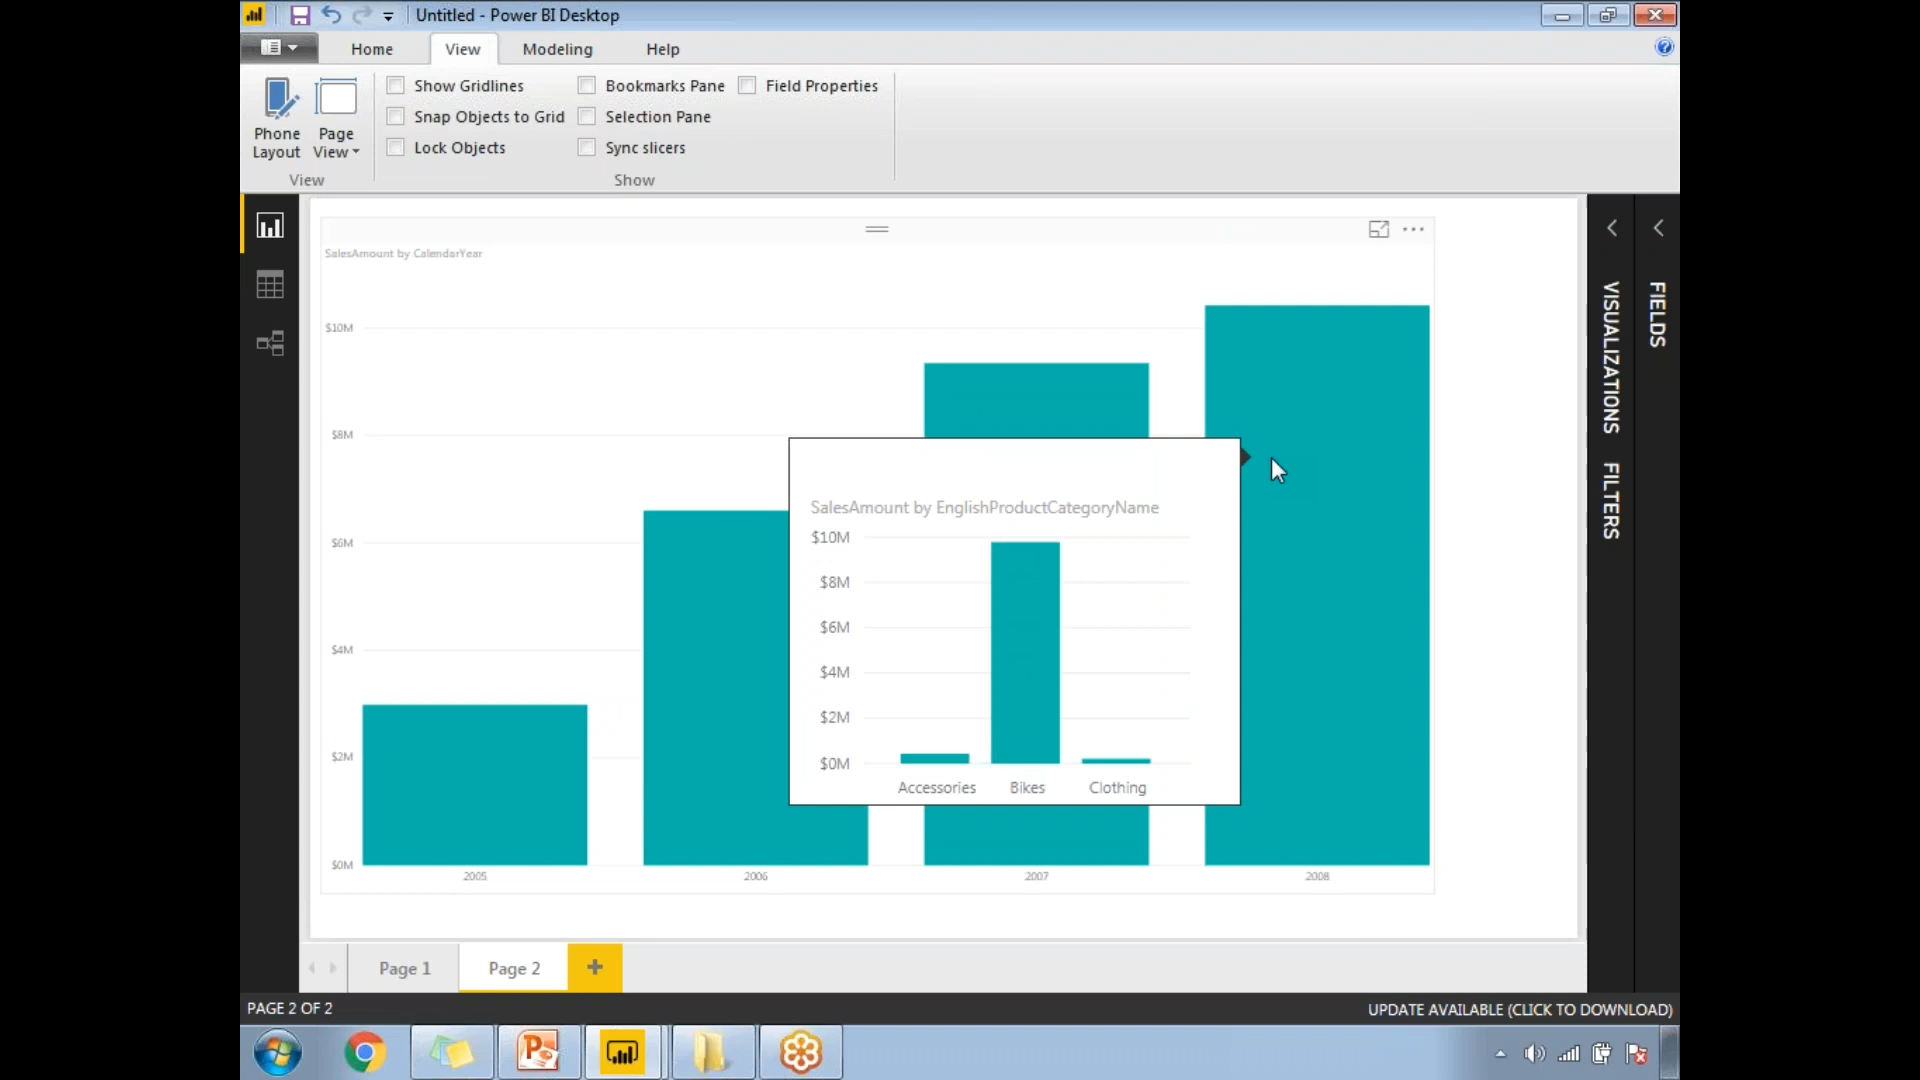 Untitled - Power BI Desktop
Home View Modeling Help
Show Gridlines Bookmarks Pane Field Properties
Snap Objects to Grid Selection Pane
Lock Objects Sync slicers
Phone Layout
Page View
View Show
SalesAmount by CalendarYear
$10M
$8M
$6M
$4M
$2M
$0M
2005 2006 2007 2008
SalesAmount by EnglishProductCategoryName
$10M
$8M
$6M
$4M
$2M
$0M
Accessories Bikes Clothing
VISUALIZATIONS
FILTERS
FIELDS
Page 1 Page 2
PAGE 2 OF 2
UPDATE AVAILABLE (CLICK TO DOWNLOAD)